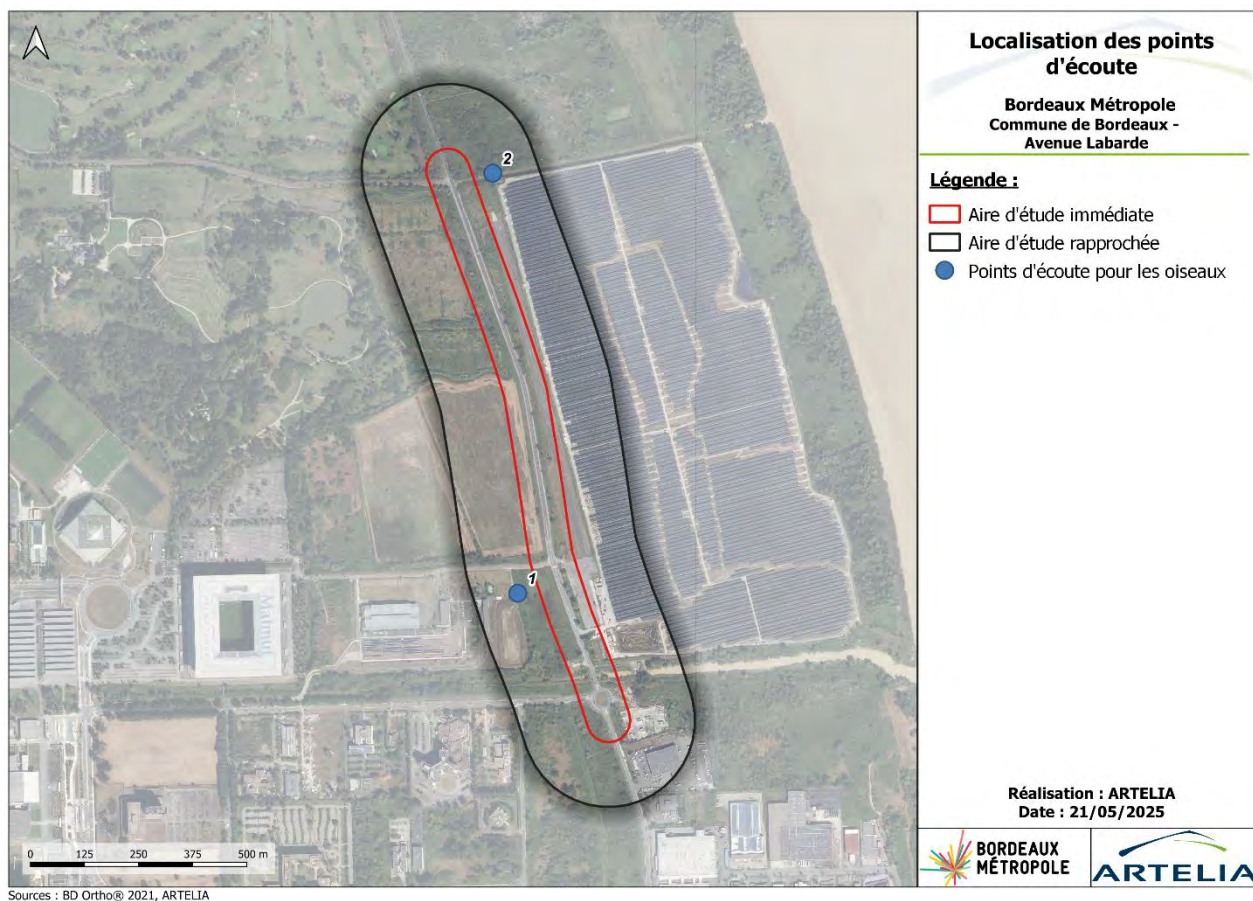 Localisation des points
d'écoute
Bordeaux Métropole
Commune de Bordeaux -
Avenue Labarde
Légende :
Aire d'étude immédiate
Aire d'étude rapprochée
Points d'écoute pour les oiseaux
2
1
0 125 250 375 500 m
Réalisation : ARTELIA
Date : 21/05/2025
BORDEAUX
MÉTROPOLE
ARTELIA
Sources : BD Ortho® 2021, ARTELIA